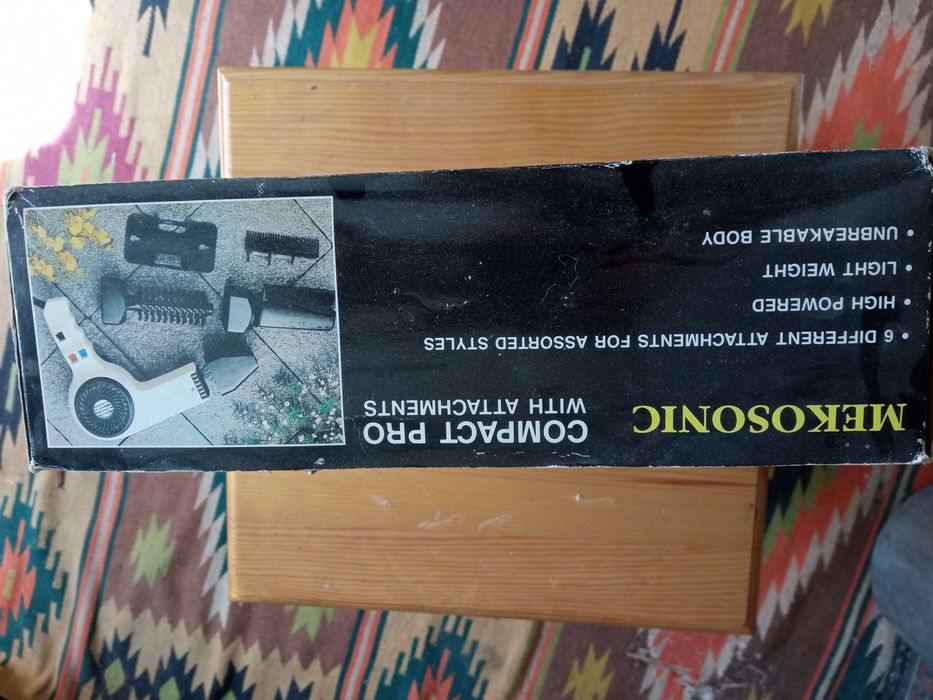 MEKOSONIC
COMPACT PRO
WITH ATTACHMENTS
• 6 DIFFERENT ATTACHMENTS FOR ASSORTED STYLES
• HIGH POWERED
• LIGHT WEIGHT
• UNBREAKABLE BODY